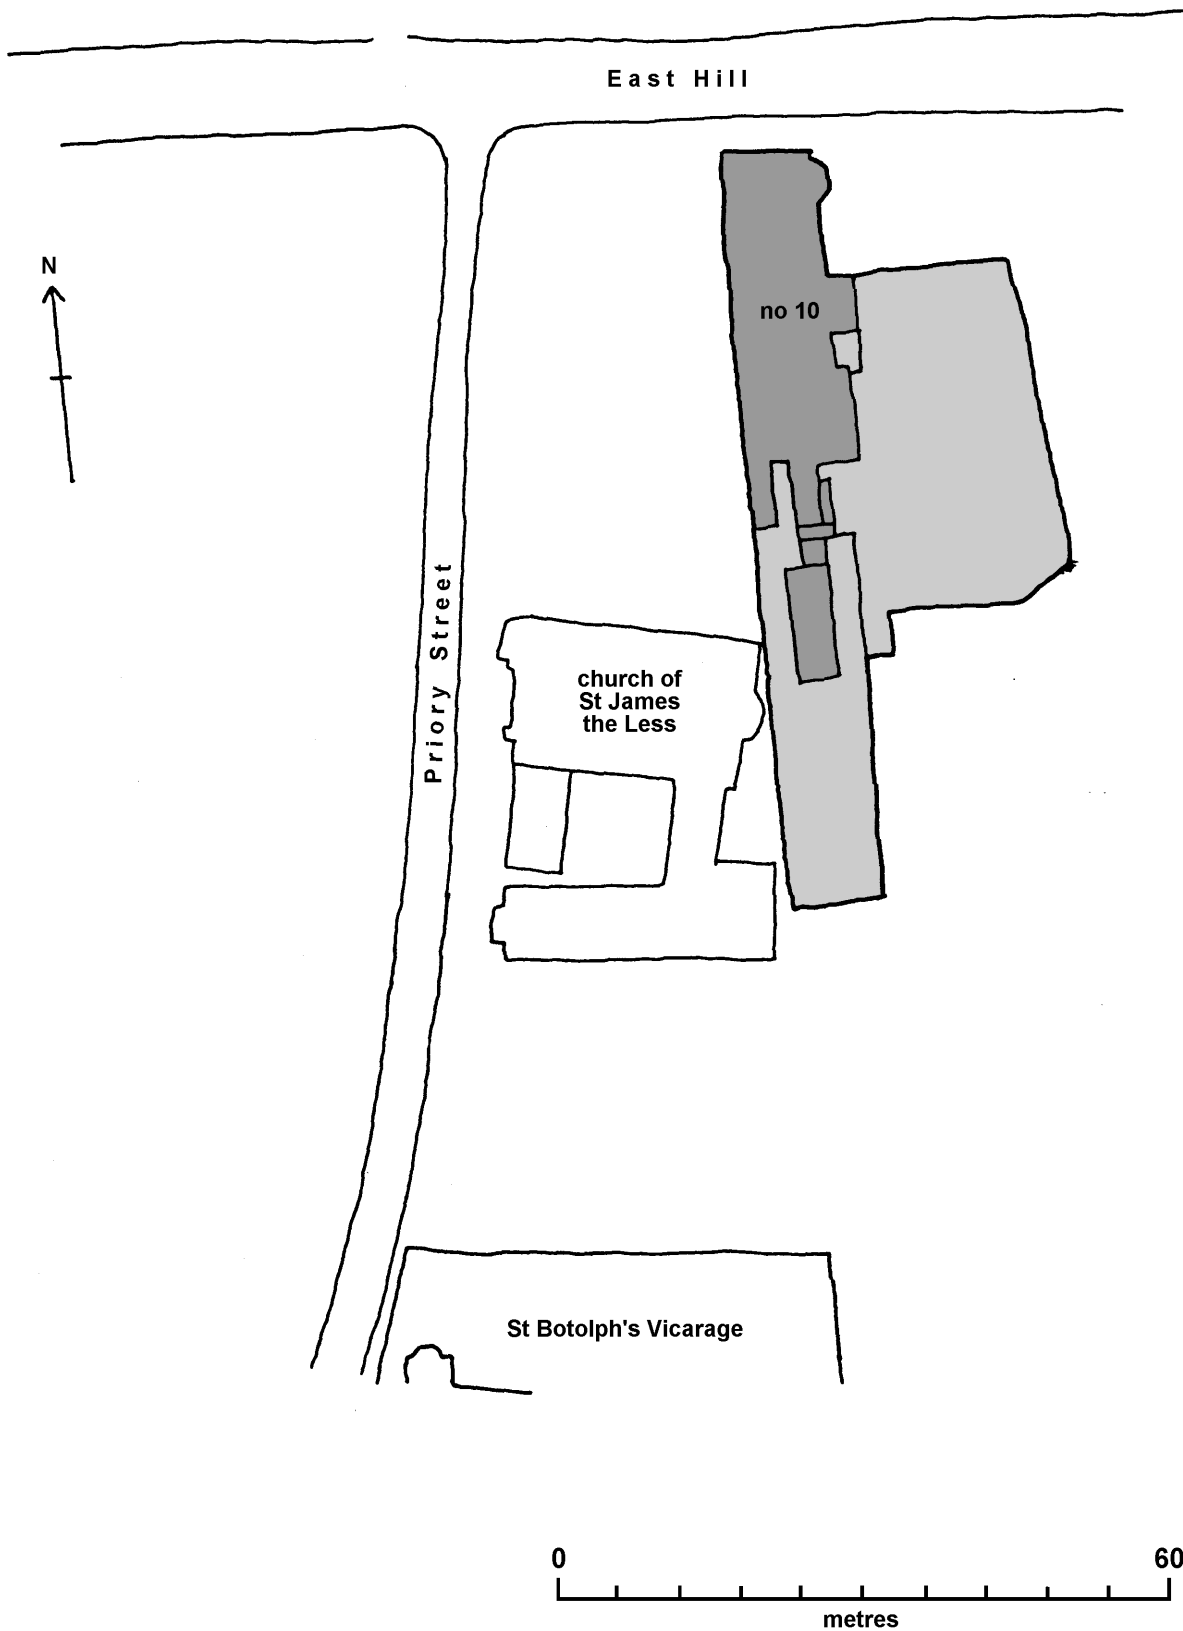 East Hill
N
no 10
Priory Street
church of
St James
the Less
St Botolph's Vicarage
0 60
metres